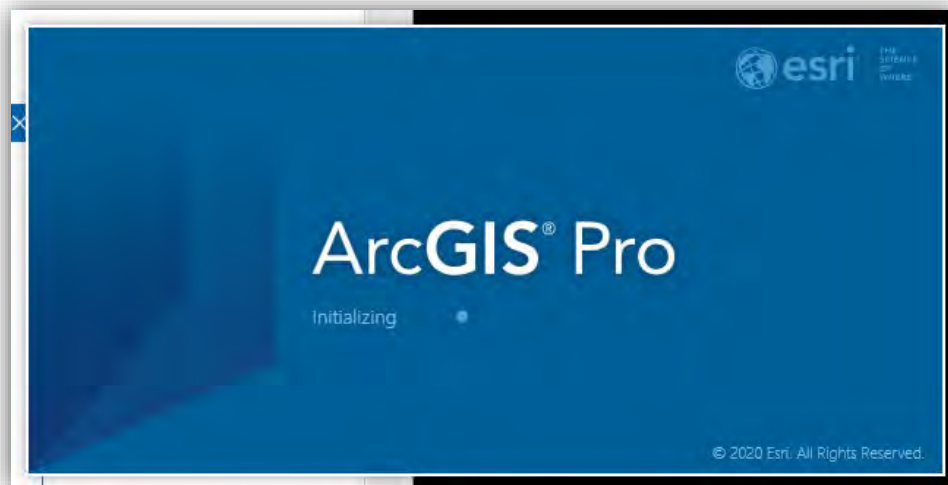 esri
THE
SCIENCE
OF
WHERE
ArcGIS® Pro
Initializing
© 2020 Esri. All Rights Reserved.